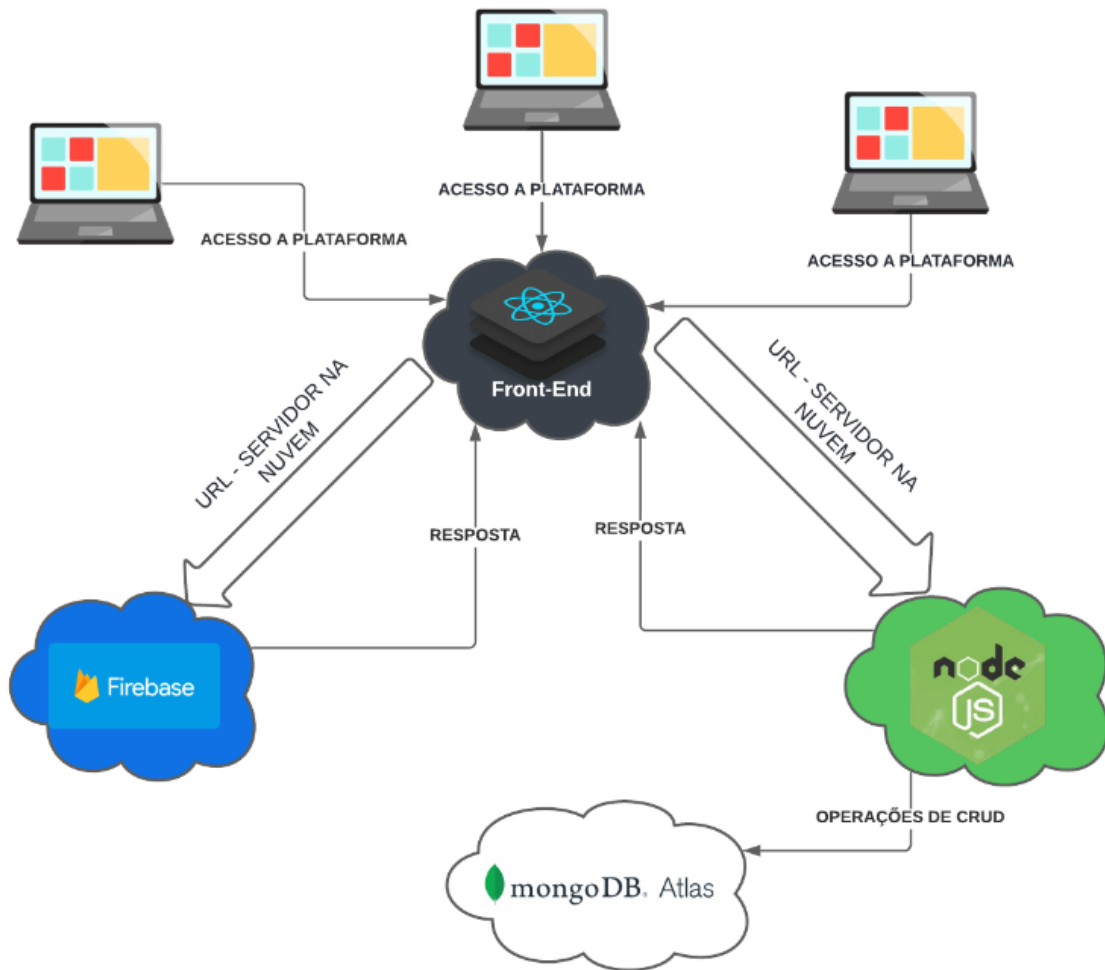 ACESSO A PLATAFORMA
ACESSO A PLATAFORMA
ACESSO A PLATAFORMA
Front-End
URL - SERVIDOR NA
NUVEM
URL - SERVIDOR NA
NUVEM
RESPOSTA
RESPOSTA
Firebase
node
JS
OPERAÇÕES DE CRUD
mongoDB. Atlas